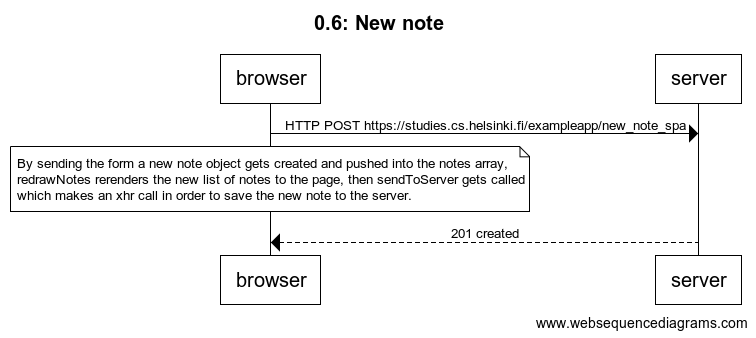 0.6: New note
browser
server
HTTP POST https://studies.cs.helsinki.fi/exampleapp/new_note_spa
By sending the form a new note object gets created and pushed into the notes array,
redrawNotes rerenders the new list of notes to the page, then sendToServer gets called
which makes an xhr call in order to save the new note to the server.
201 created
browser
server
www.websequencediagrams.com